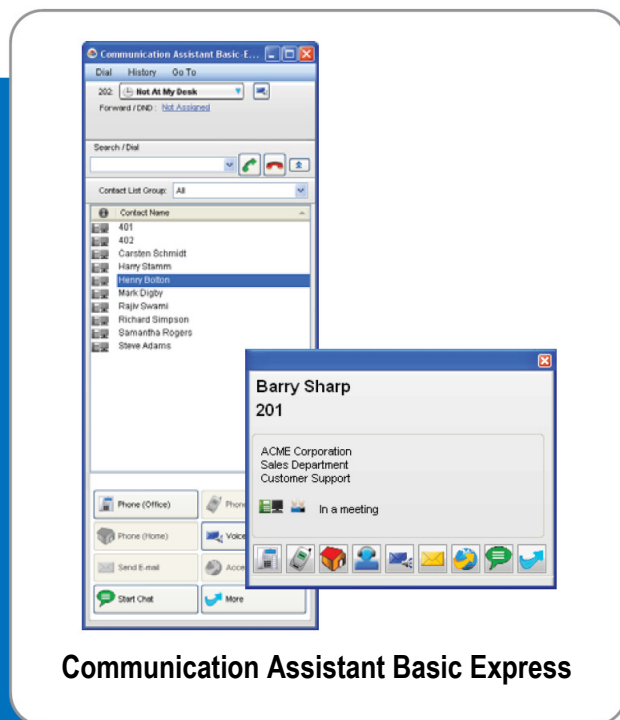 Communication Assistant Basic-E...
Dial History Go To
202: Not At My Desk
Forward / DND : Not Assigned
Search / Dial
Contact List Group: All
Contact Name
401
402
Carsten Schmidt
Harry Stamm
Henry Bolton
Mark Digby
Rajiv Swami
Richard Simpson
Samantha Rogers
Steve Adams
Phone (Office) Phone
Phone (Home) Voice
Send E-mail Acce
Start Chat More
Barry Sharp
201
ACME Corporation
Sales Department
Customer Support
In a meeting
Communication Assistant Basic Express